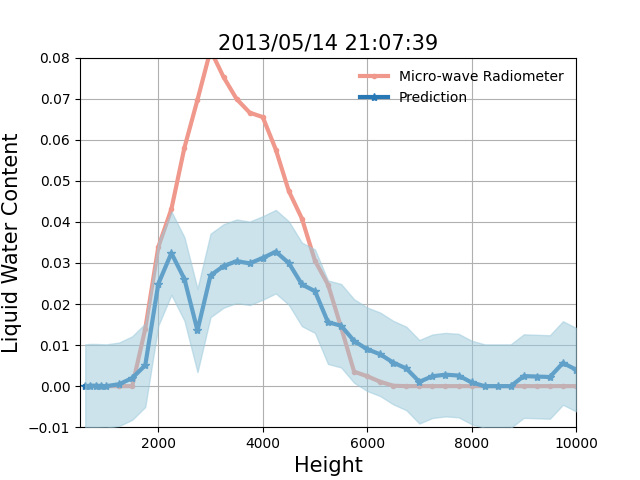 2013/05/14 21:07:39
Liquid Water Content
0.08
0.07
0.06
0.05
0.04
0.03
0.02
0.01
0.00
−0.01
Micro-wave Radiometer
Prediction
2000 4000 6000 8000 10000
Height